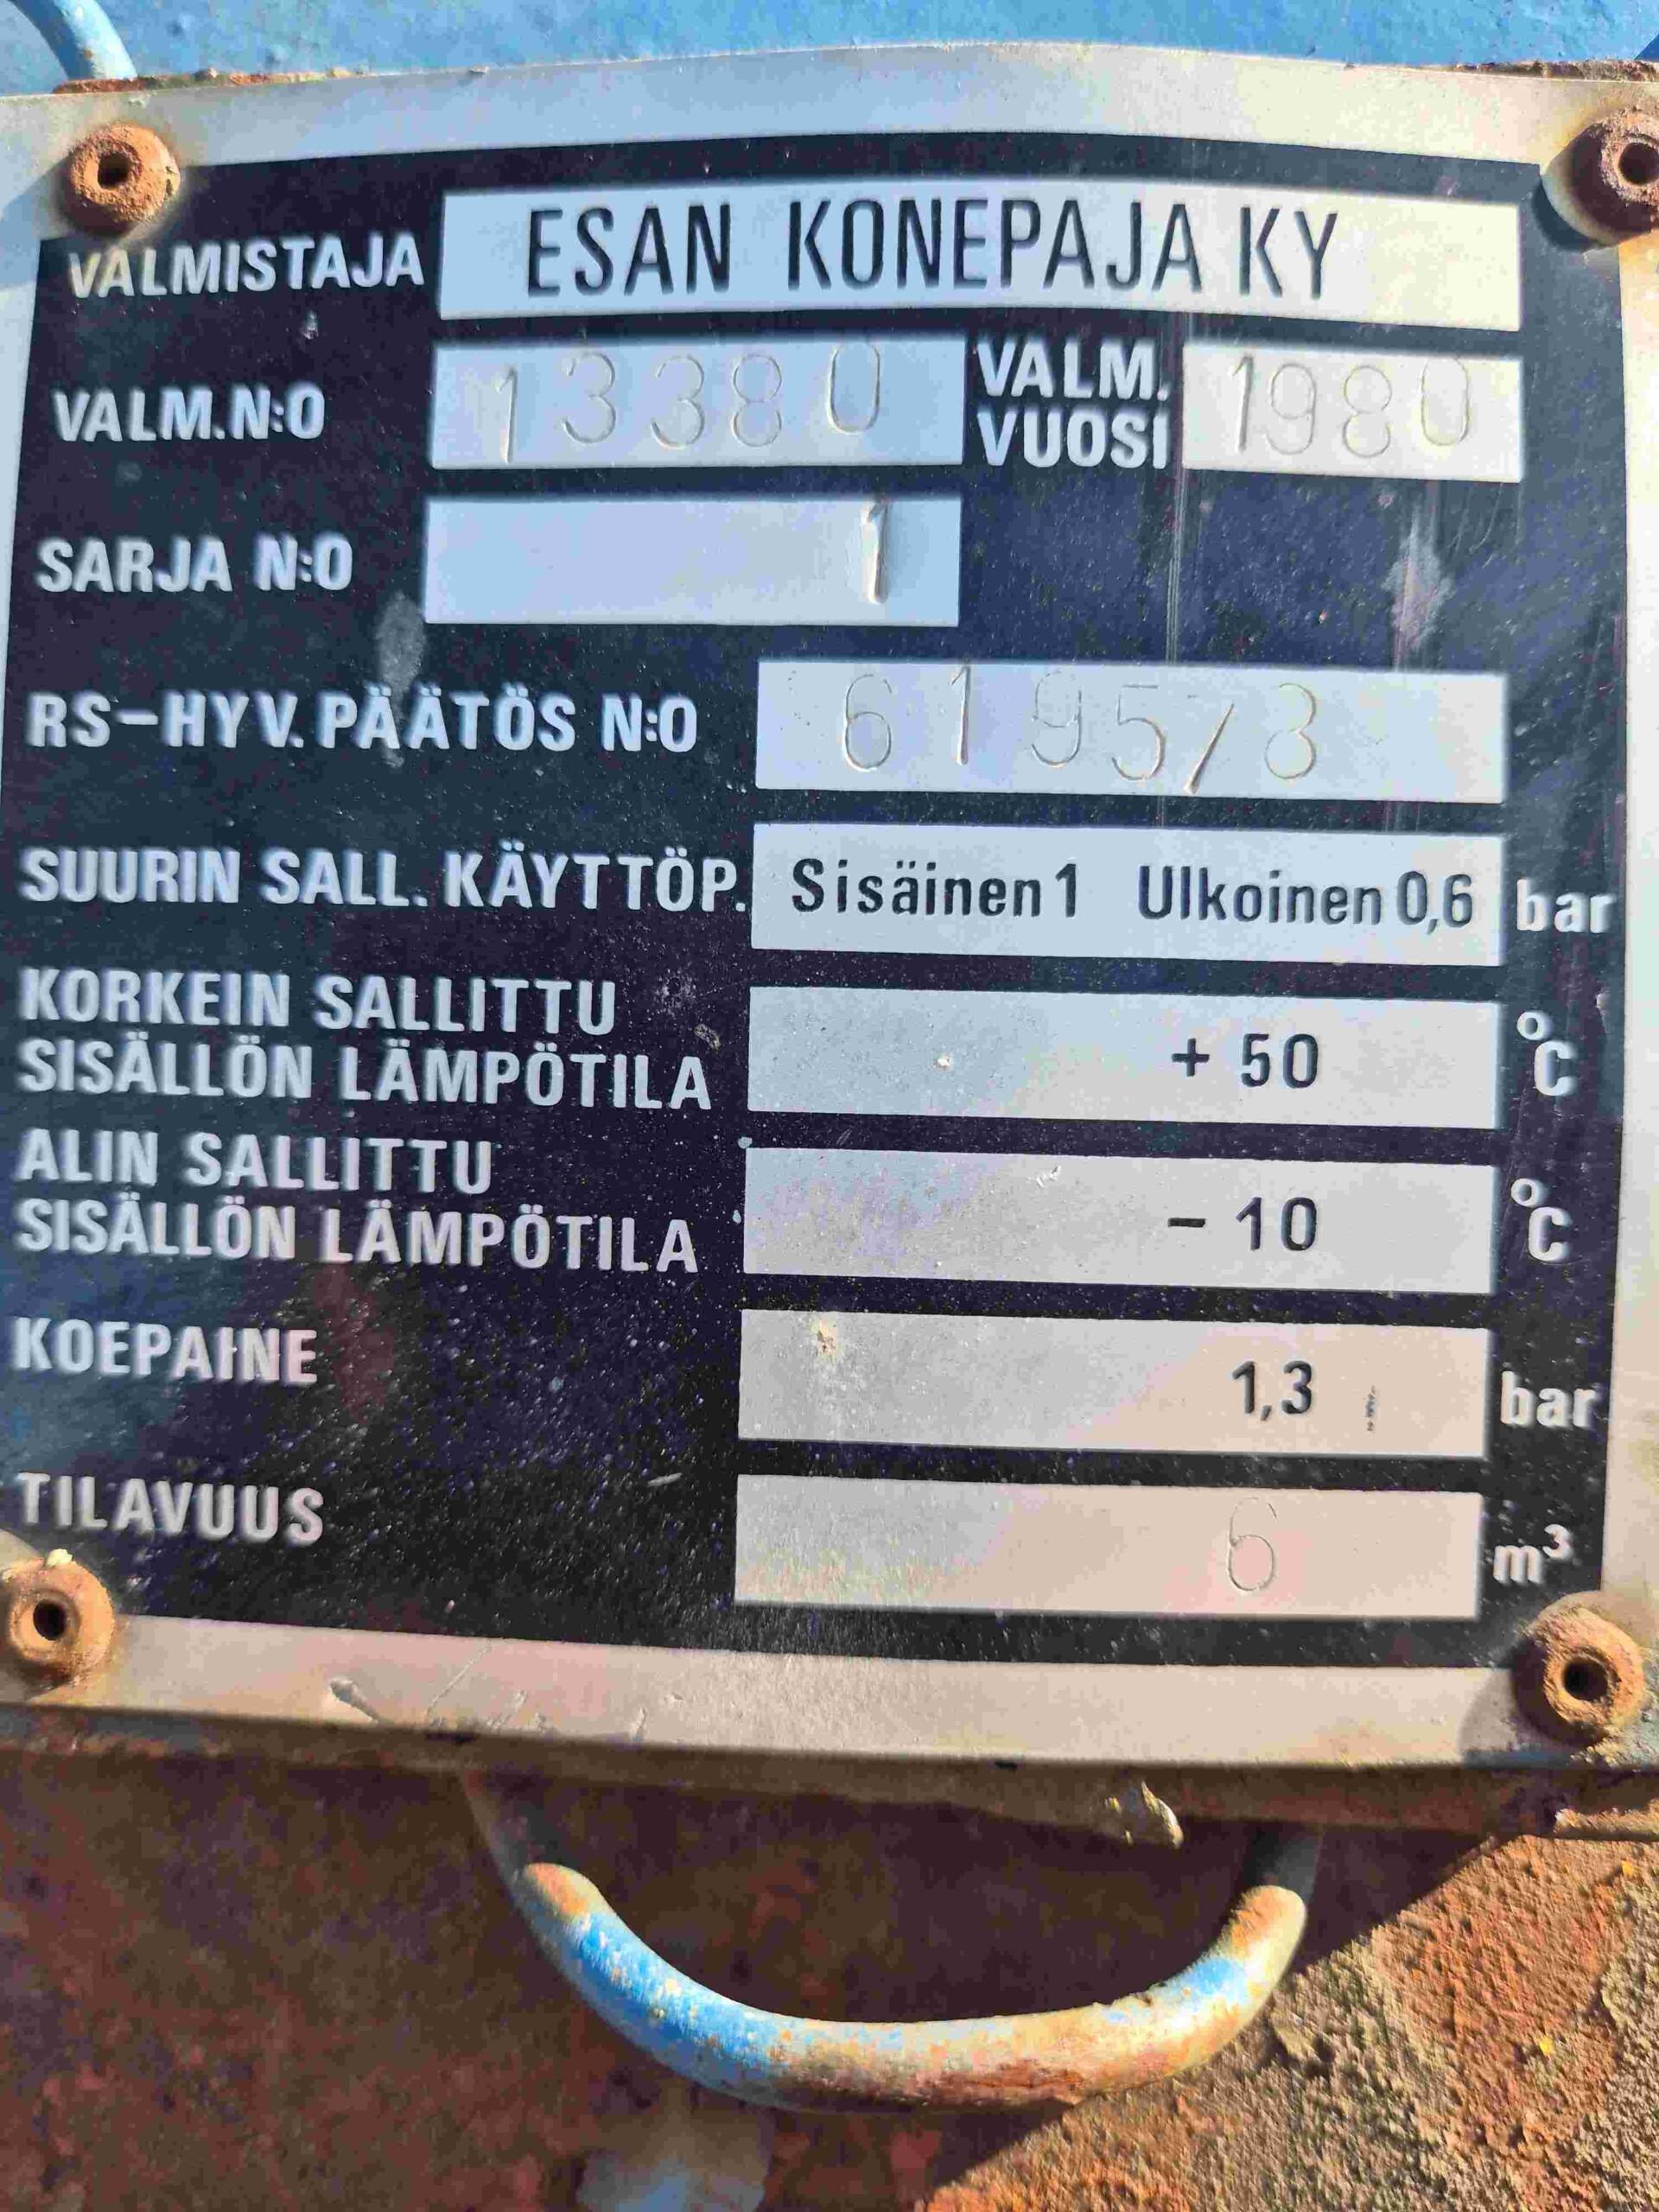 VALMISTAJA ESAN KONEPAJA KY
VALM.N:O 13380 VALM. VUOSI 1980
SARJA N:O 1
RS-HYV. PÄÄTÖS N:O 6195/3
SUURIN SALL. KÄYTTÖP. Sisäinen 1 Ulkoinen 0,6 bar
KORKEIN SALLITTU
SISÄLLÖN LÄMPÖTILA + 50 °C
ALIN SALLITTU
SISÄLLÖN LÄMPÖTILA - 10 °C
KOEPAINE 1,3 bar
TILAVUUS 6 m³